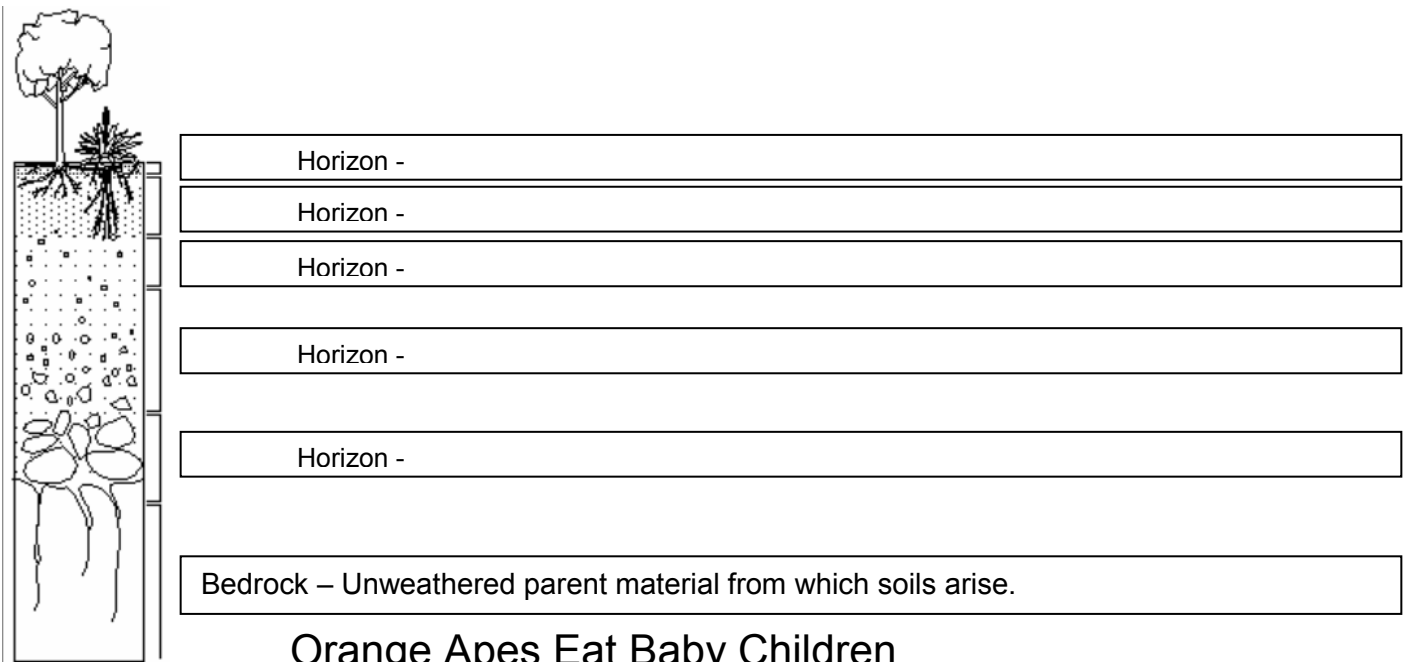 Horizon -
Horizon -
Horizon -
Horizon -
Horizon -
Bedrock – Unweathered parent material from which soils arise.
Orange Apes Eat Baby Children